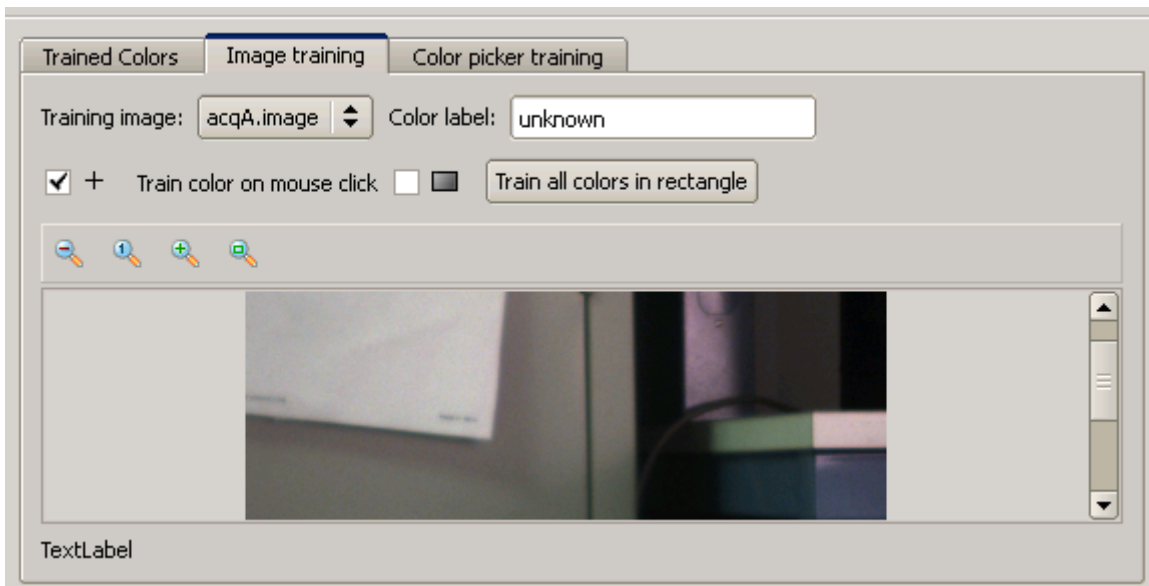 Trained Colors Image training Color picker training
Training image: acqA.image Color label: unknown
+ Train color on mouse click Train all colors in rectangle
1
TextLabel